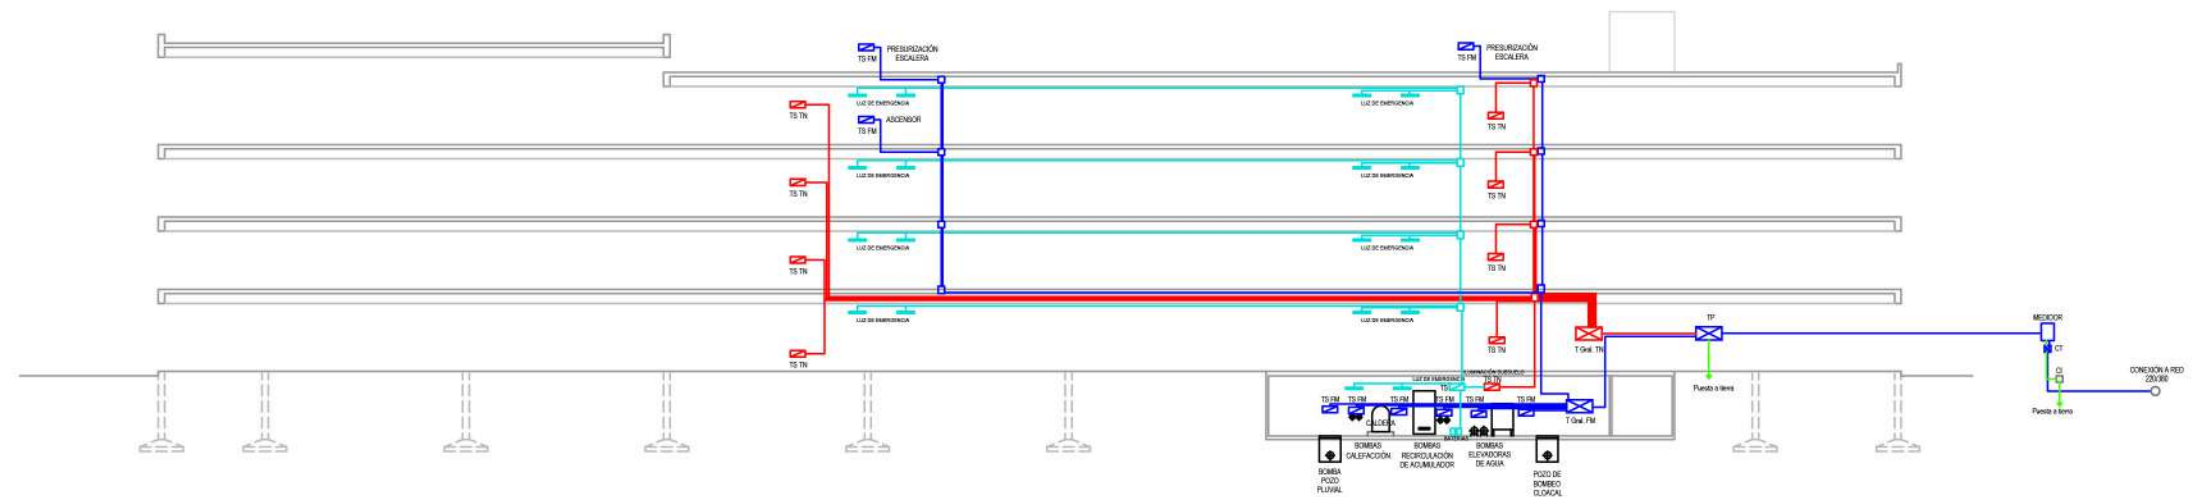 PRESURIZACIÓN
ESCALERA
TS FM
PRESURIZACIÓN
ESCALERA
TS FM
LUZ DE EMERGENCIA
LUZ DE EMERGENCIA
TS TN
ASCENSOR
TS FM
TS TN
LUZ DE EMERGENCIA
LUZ DE EMERGENCIA
TS TN
TS TN
LUZ DE EMERGENCIA
LUZ DE EMERGENCIA
TS TN
TS TN
LUZ DE EMERGENCIA
LUZ DE EMERGENCIA
TP
MEDIDOR
T Gral. TN
CT
TS TN
TS TN
CONEXIÓN A RED
220/380
LUZ DE EMERGENCIA
TS TN
Puesta a tierra
TS FM
TS FM
TS FM
TS FM
TS FM
TS FM
Puesta a tierra
CALDERA
T Gral. FM
BOMBAS
CALEFACCIÓN
BOMBAS
RECIRCULACIÓN
DE ACUMULADOR
BOMBAS
ELEVADORAS
DE AGUA
BOMBA
POZO
PLUVIAL
POZO DE
BOMBEO
CLOACAL